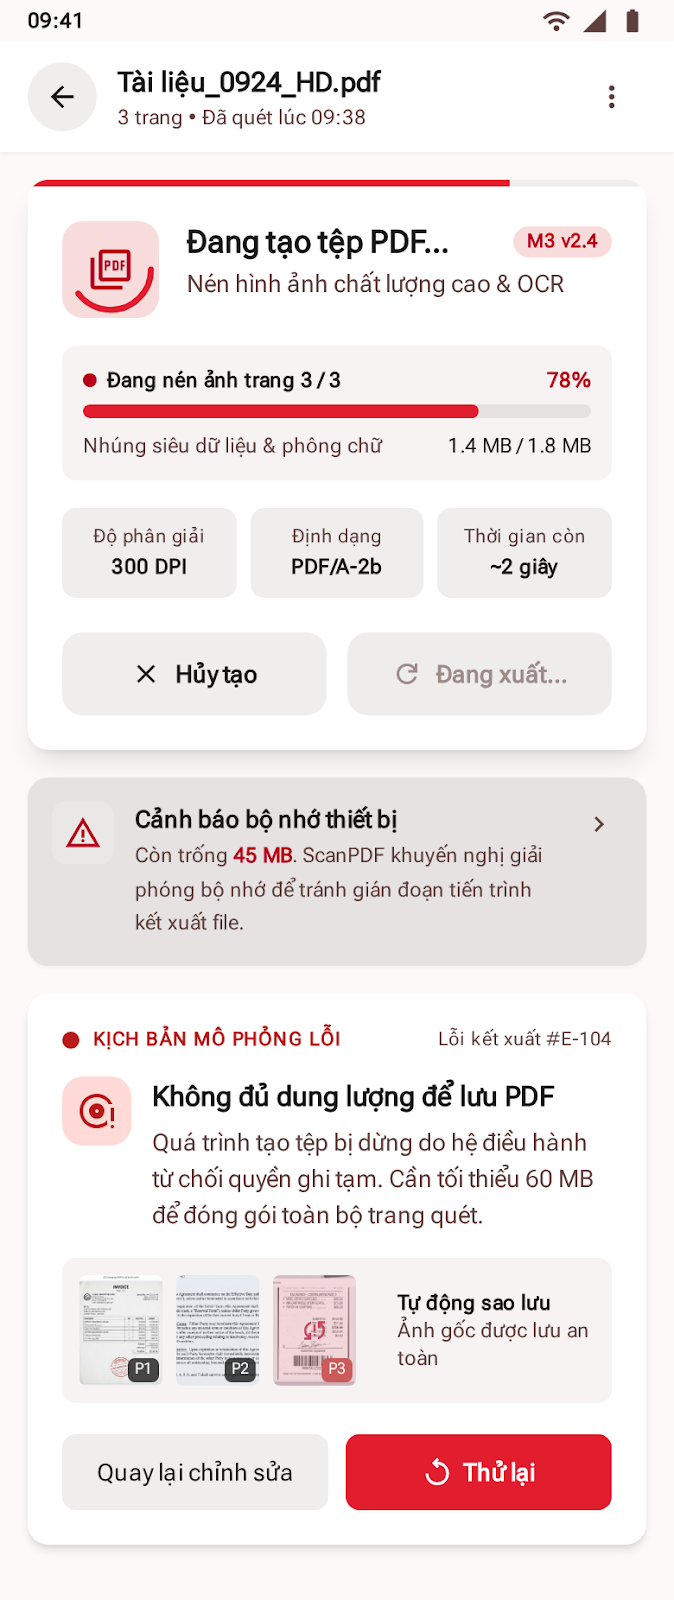 09:41
Tài liệu_0924_HD.pdf
3 trang • Đã quét lúc 09:38
PDF
Đang tạo tệp PDF...
M3 v2.4
Nén hình ảnh chất lượng cao & OCR
Đang nén ảnh trang 3 / 3
78%
Nhúng siêu dữ liệu & phông chữ
1.4 MB / 1.8 MB
Độ phân giải
300 DPI
Định dạng
PDF/A-2b
Thời gian còn
~2 giây
Hủy tạo
Đang xuất...
Cảnh báo bộ nhớ thiết bị
Còn trống 45 MB. ScanPDF khuyến nghị giải
phóng bộ nhớ để tránh gián đoạn tiến trình
kết xuất file.
KỊCH BẢN MÔ PHỎNG LỖI
Lỗi kết xuất #E-104
Không đủ dung lượng để lưu PDF
Quá trình tạo tệp bị dừng do hệ điều hành
từ chối quyền ghi tạm. Cần tối thiểu 60 MB
để đóng gói toàn bộ trang quét.
INVOICE
P1
P2
P3
Tự động sao lưu
Ảnh gốc được lưu an
toàn
Quay lại chỉnh sửa
Thử lại